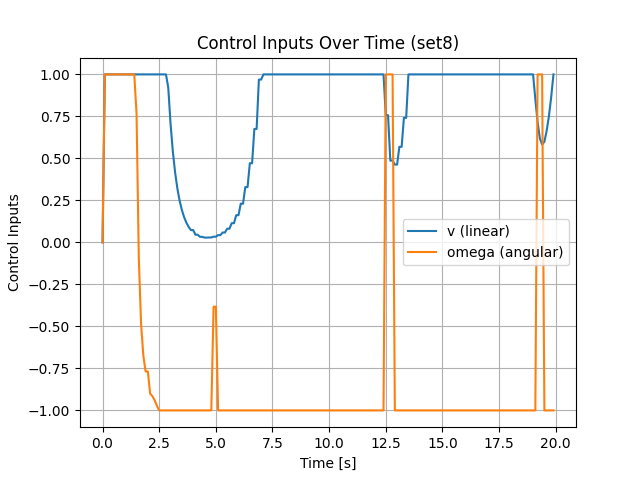 Control Inputs Over Time (set8)
1.00
0.75
0.50
0.25
0.00
−0.25
−0.50
−0.75
−1.00
Control Inputs
v (linear)
omega (angular)
0.0 2.5 5.0 7.5 10.0 12.5 15.0 17.5 20.0
Time [s]